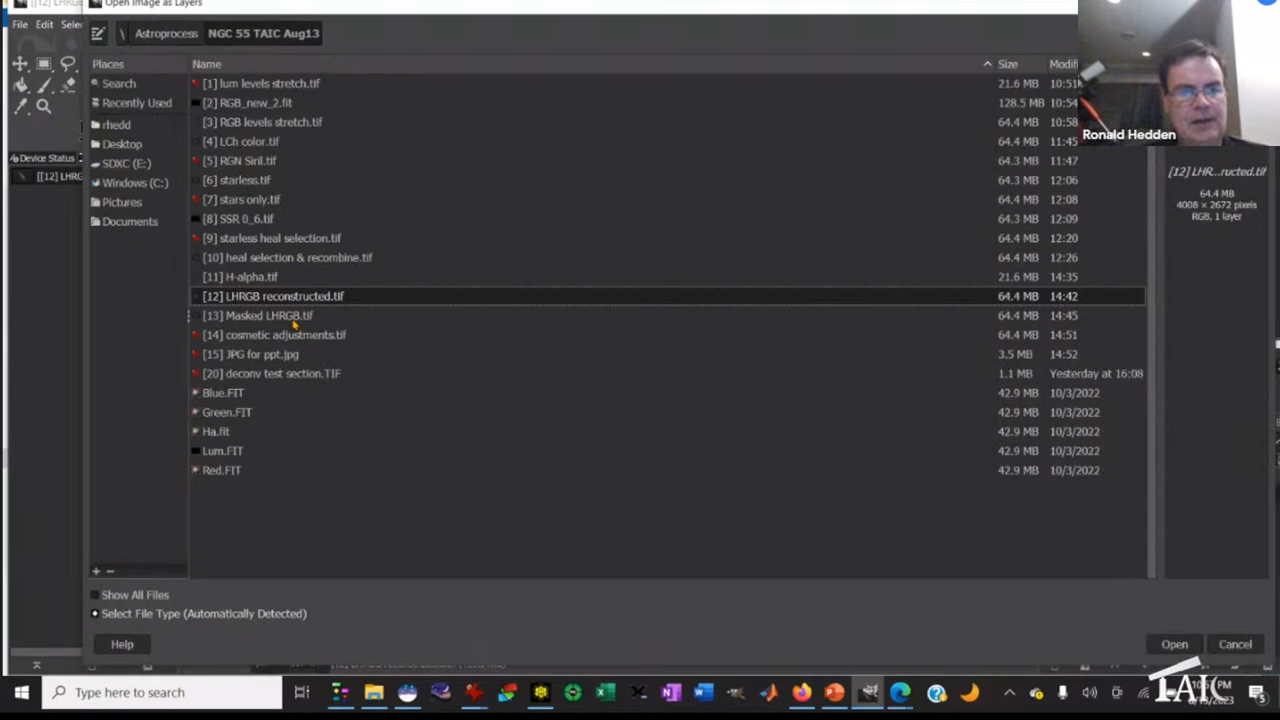 [12] LHRG
Open Image as Layers
File Edit Selec
Astroprocess NGC 55 TAIC Aug13
Places Name Size Modifi
Search [1] lum levels stretch.tif 21.6 MB 10:51
Recently Used [2] RGB_new_2.fit 128.5 MB 10:54
[3] RGB levels stretch.tif 64.4 MB 10:58
rhedd
[4] LCh color.tif 64.4 MB 11:45
Desktop
[5] RGN Siril.tif 64.3 MB 11:47
SDXC (E:)
[6] starless.tif 64.3 MB 12:06
Windows (C:)
[7] stars only.tif 64.4 MB 12:08
Pictures
[8] SSR 0_6.tif 64.3 MB 12:09
Documents
[9] starless heal selection.tif 64.4 MB 12:20
[10] heal selection & recombine.tif 64.4 MB 12:26
[11] H-alpha.tif 21.6 MB 14:35
[12] LHRGB reconstructed.tif 64.4 MB 14:42
[13] Masked LHRGB.tif 64.4 MB 14:45
[14] cosmetic adjustments.tif 64.4 MB 14:51
[15] JPG for ppt.jpg 3.5 MB 14:52
[20] deconv test section.TIF 1.1 MB Yesterday at 16:08
Blue.FIT 42.9 MB 10/3/2022
Green.FIT 42.9 MB 10/3/2022
Ha.fit 42.9 MB 10/3/2022
Lum.FIT 42.9 MB 10/3/2022
Red.FIT 42.9 MB 10/3/2022
Device Status
[[12] LHRG
Ronald Hedden
[12] LHR...ructed.tif
64.4 MB
4008 × 2672 pixels
RGB, 1 layer
Show All Files
Select File Type (Automatically Detected)
Help Open Cancel
Type here to search
TAIC